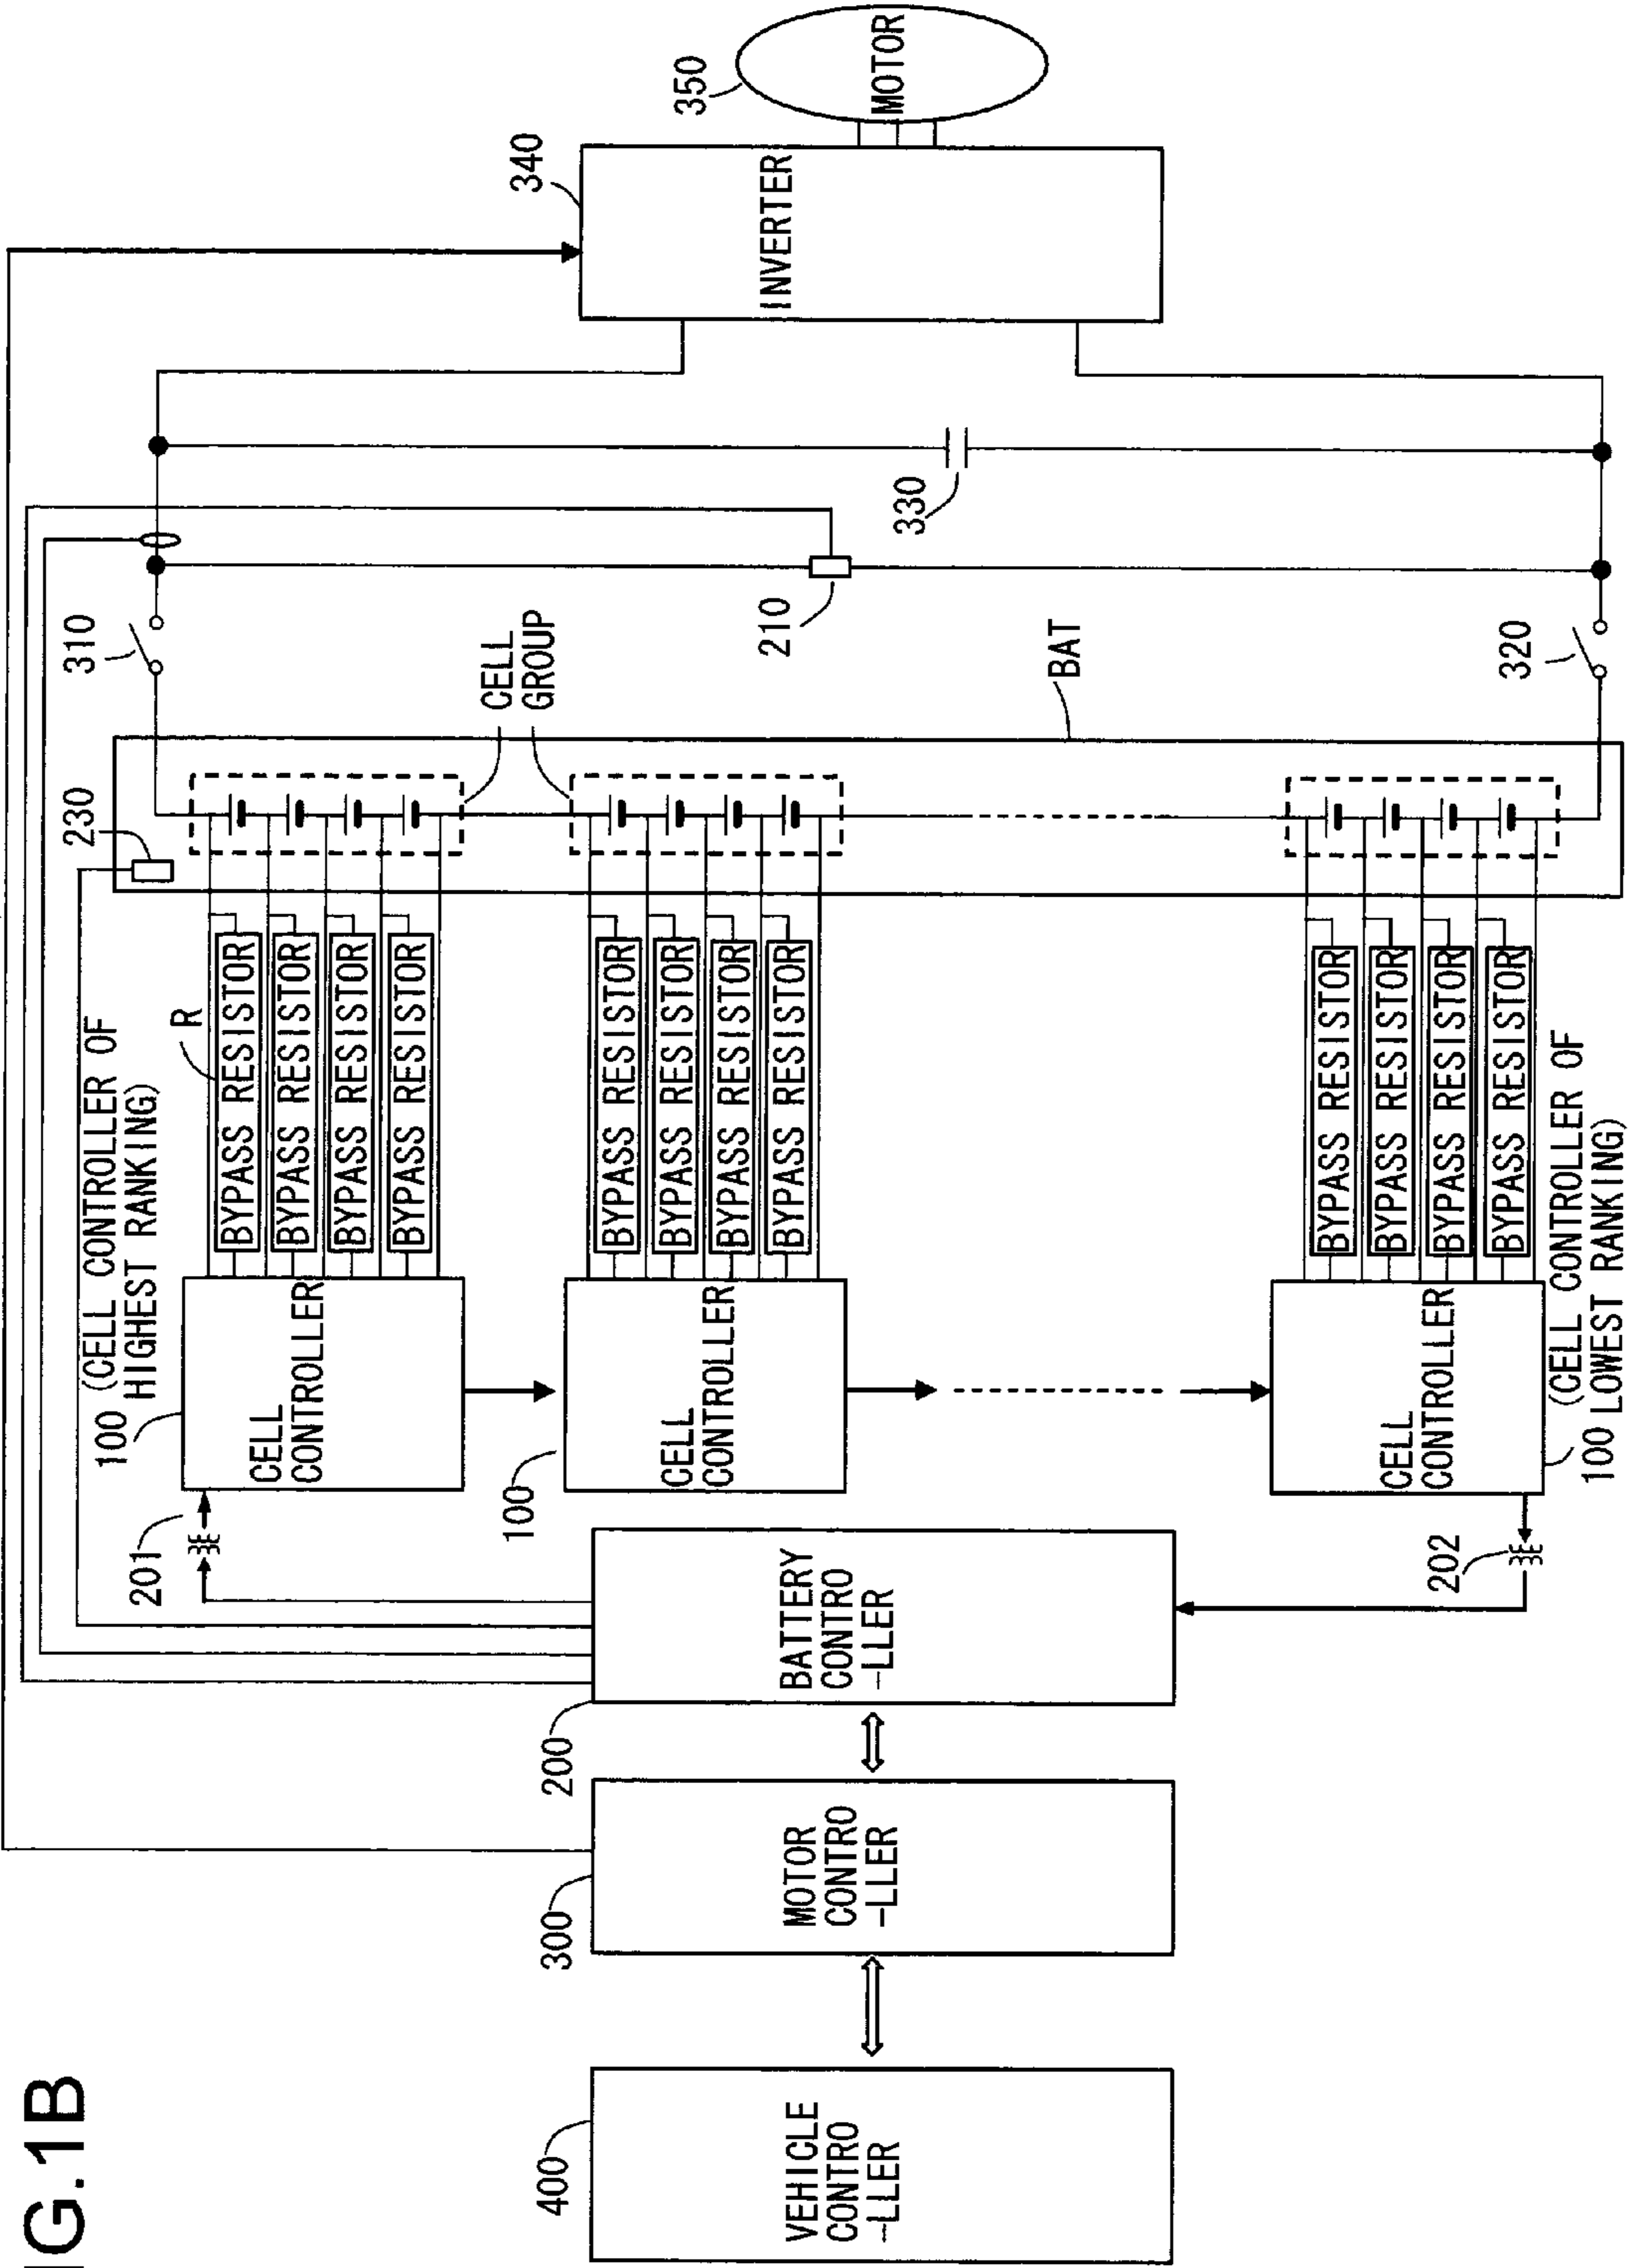 FIG.1B
400
VEHICLE
CONTRO
-LLER
300
MOTOR
CONTRO
-LLER
200
BATTERY
CONTRO
-LLER
201
202
100 (CELL CONTROLLER OF
HIGHEST RANKING)
CELL
CONTROLLER
100
CELL
CONTROLLER
100 (CELL CONTROLLER OF
LOWEST RANKING)
CELL
CONTROLLER
R
BYPASS RESISTOR
BYPASS RESISTOR
BYPASS RESISTOR
BYPASS RESISTOR
BYPASS RESISTOR
BYPASS RESISTOR
BYPASS RESISTOR
BYPASS RESISTOR
BYPASS RESISTOR
BYPASS RESISTOR
BYPASS RESISTOR
BYPASS RESISTOR
230
CELL
GROUP
BAT
310
210
320
330
340
INVERTER
350
MOTOR